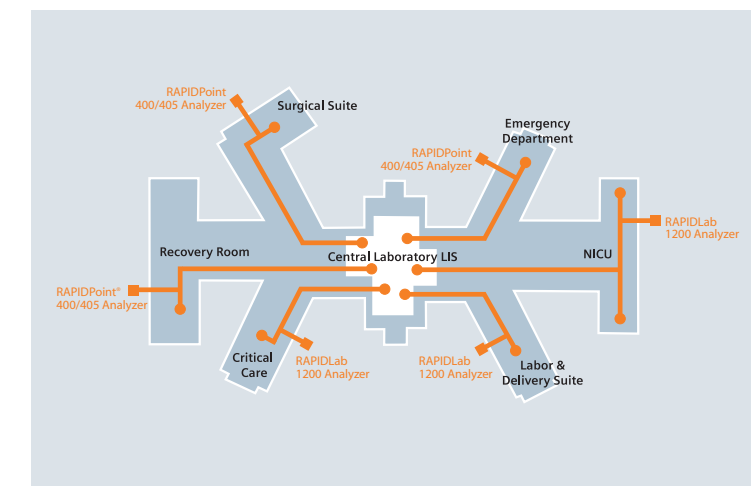 RAPIDPoint
400/405 Analyzer
Surgical Suite
Emergency
Department
RAPIDPoint
400/405 Analyzer
RAPIDLab
1200 Analyzer
Recovery Room
Central Laboratory LIS
NICU
RAPIDPoint®
400/405 Analyzer
Critical
Care
RAPIDLab
1200 Analyzer
RAPIDLab
1200 Analyzer
Labor &
Delivery Suite